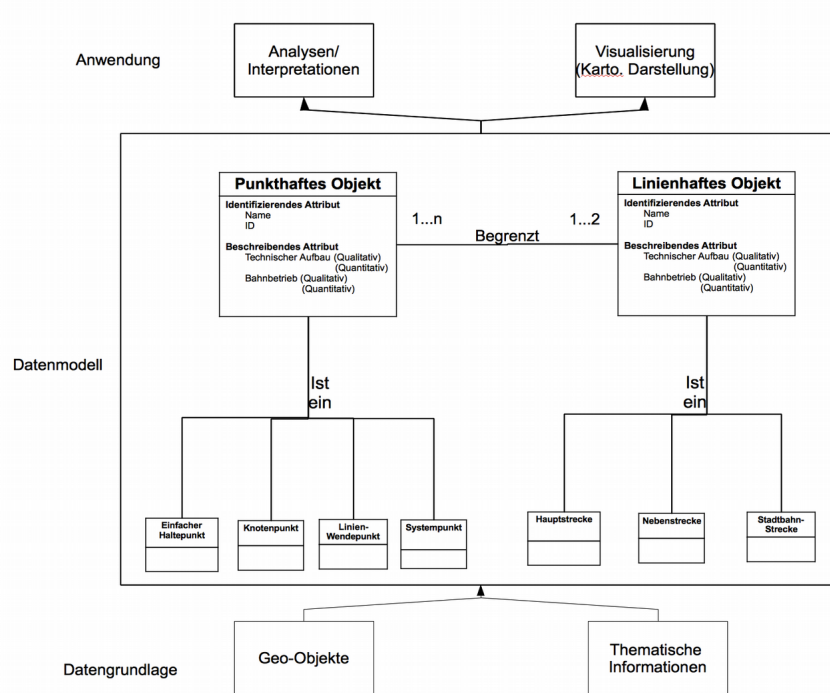 Anwendung
Analysen/
Interpretationen
Visualisierung
(Karto. Darstellung)
Punkthaftes Objekt
Identifizierendes Attribut
Name
ID
Beschreibendes Attribut
Technischer Aufbau (Qualitativ)
(Quantitativ)
Bahnbetrieb (Qualitativ)
(Quantitativ)
1...n
Begrenzt
1...2
Linienhaftes Objekt
Identifizierendes Attribut
Name
ID
Beschreibendes Attribut
Technischer Aufbau (Qualitativ)
(Quantitativ)
Bahnbetrieb (Qualitativ)
(Quantitativ)
Datenmodell
Ist
ein
Ist
ein
Einfacher
Haltepunkt
Knotenpunkt
Linien-
Wendepunkt
Systempunkt
Hauptstrecke
Nebenstrecke
Stadtbahn-
Strecke
Datengrundlage
Geo-Objekte
Thematische
Informationen